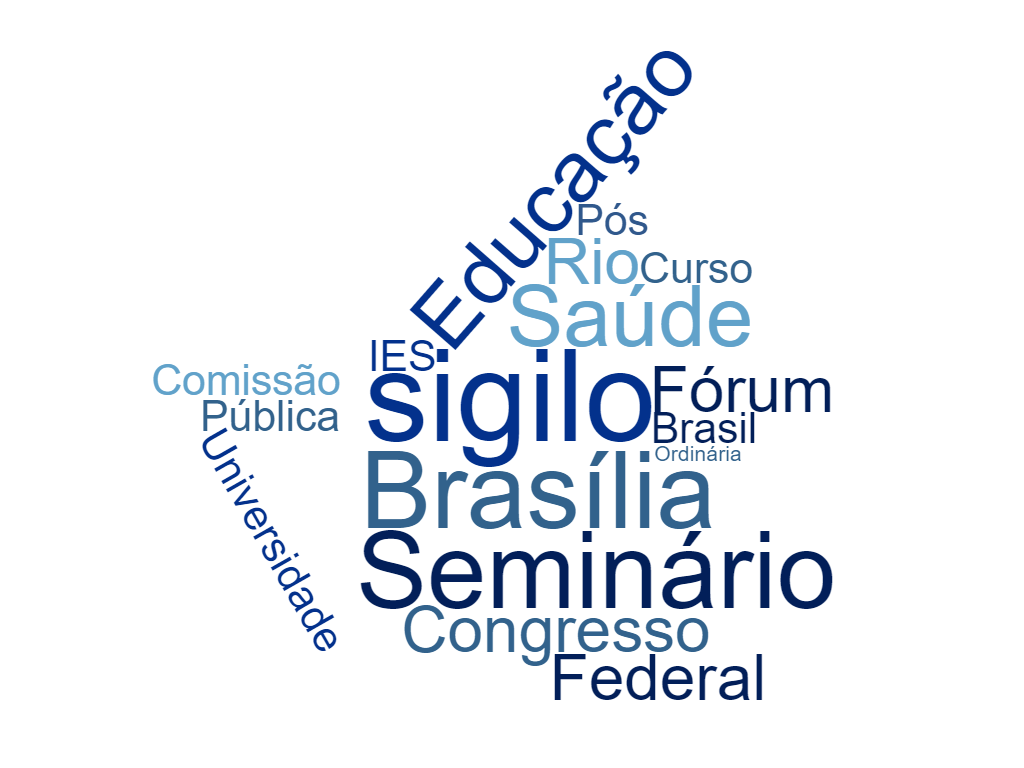 Educação
Pós
Rio
Curso
Saúde
IES
sigilo
Comissão
Pública
Fórum
Brasil
Ordinária
Universidade
Brasília
Seminário
Congresso
Federal